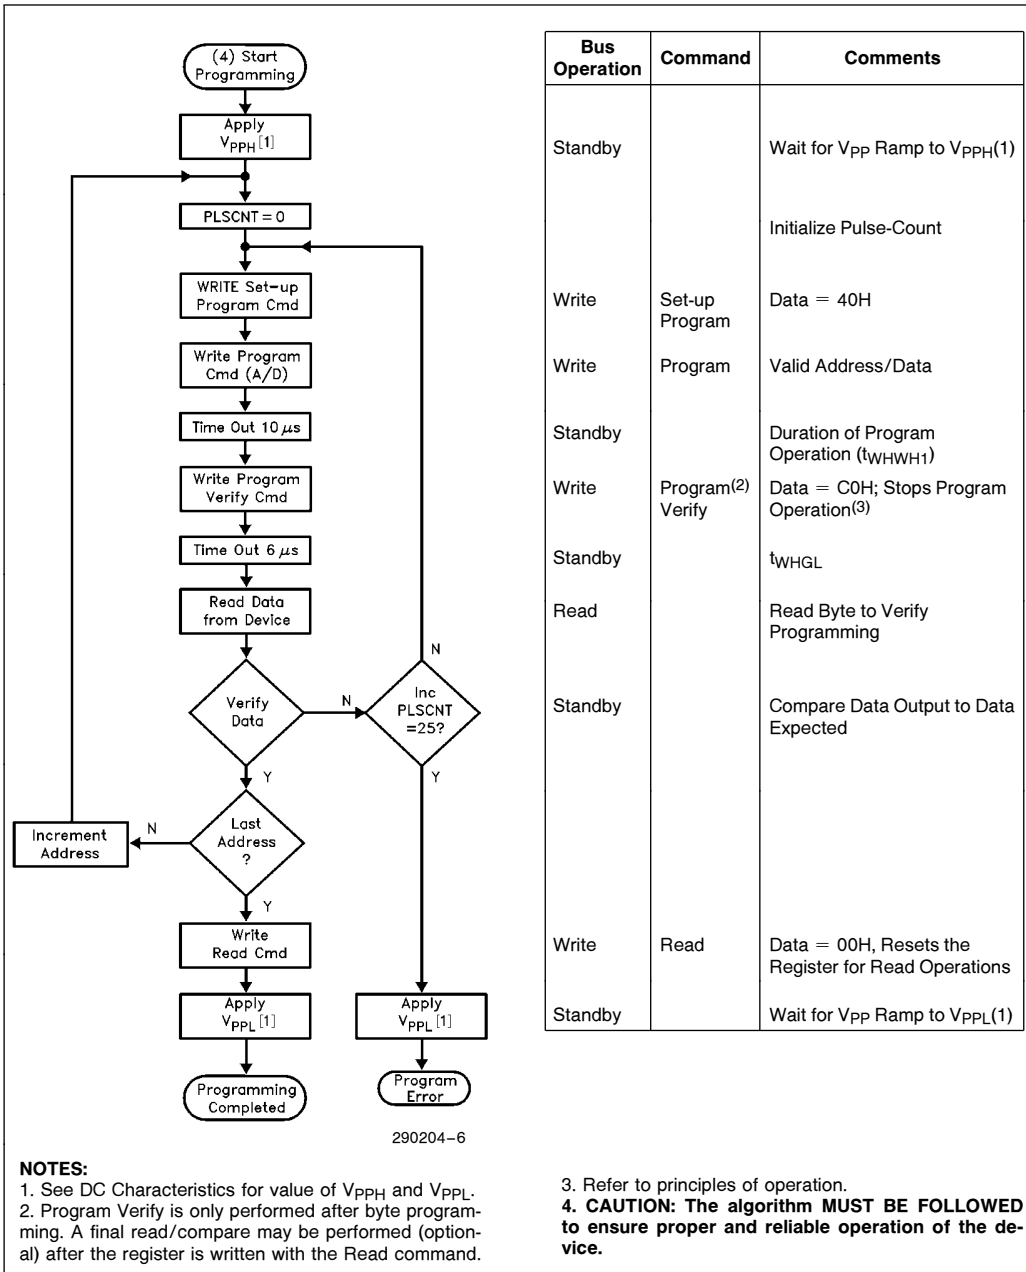 (4) Start
Programming
Apply
VPPH [1]
PLSCNT = 0
WRITE Set-up
Program Cmd
Write Program
Cmd (A/D)
Time Out 10 μs
Write Program
Verify Cmd
Time Out 6 μs
Read Data
from Device
Verify
Data
N
Inc
PLSCNT
=25?
N
Y
Y
Last
Address
?
N
Increment
Address
Y
Write
Read Cmd
Apply
VPPL [1]
Programming
Completed
Apply
VPPL [1]
Program
Error
290204–6
Bus Operation Command Comments
Standby Wait for VPP Ramp to VPPH(1)
Initialize Pulse-Count
Write Set-up Program Data = 40H
Write Program Valid Address/Data
Standby Duration of Program
Operation (tWHWH1)
Write Program(2) Verify Data = C0H; Stops Program
Operation(3)
Standby tWHGL
Read Read Byte to Verify
Programming
Standby Compare Data Output to Data
Expected
Write Read Data = 00H, Resets the
Register for Read Operations
Standby Wait for VPP Ramp to VPPL(1)
NOTES:
1. See DC Characteristics for value of VPPH and VPPL.
2. Program Verify is only performed after byte program-
ming. A final read/compare may be performed (option-
al) after the register is written with the Read command.
3. Refer to principles of operation.
4. CAUTION: The algorithm MUST BE FOLLOWED
to ensure proper and reliable operation of the de-
vice.